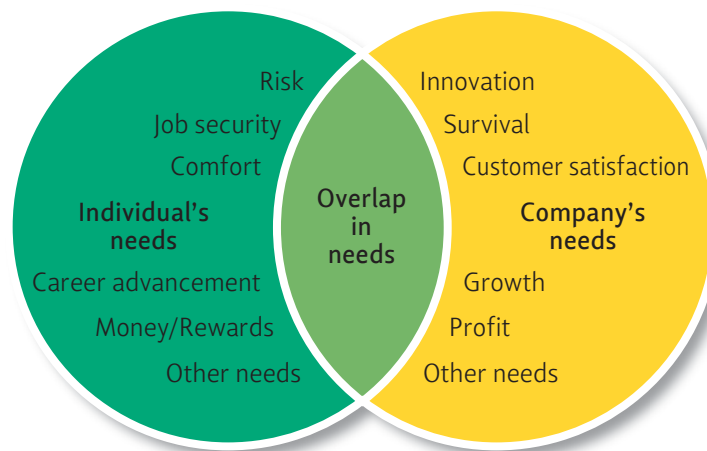 Risk
Job security
Comfort
Individual's
needs
Career advancement
Money/Rewards
Other needs
Overlap
in
needs
Innovation
Survival
Customer satisfaction
Company's
needs
Growth
Profit
Other needs